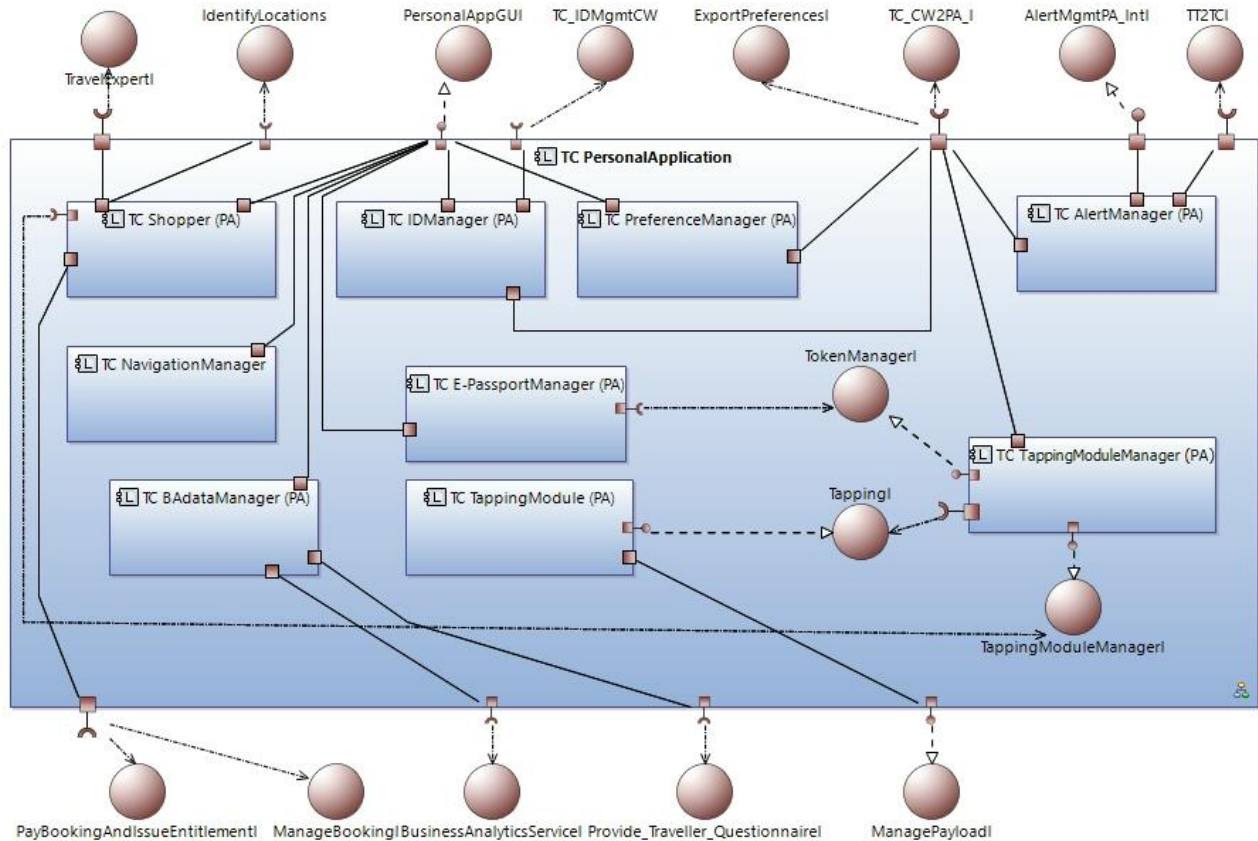 IdentifyLocations
PersonalAppGUI
TC_IDMgmtCW
ExportPreferencesI
TC_CW2PA_I
AlertMgmtPA_IntI
TT2TCI
TravelExpertI
TC PersonalApplication
TC Shopper (PA)
TC IDManager (PA)
TC PreferenceManager (PA)
TC AlertManager (PA)
TC NavigationManager
TokenManagerI
TC E-PassportManager (PA)
TC TappingModuleManager (PA)
TC BAdataManager (PA)
TC TappingModule (PA)
TappingI
TappingModuleManagerI
PayBookingAndIssueEntitlementI
ManageBookingI
BusinessAnalyticsServiceI
Provide_Traveller_QuestionnaireI
ManagePayloadI